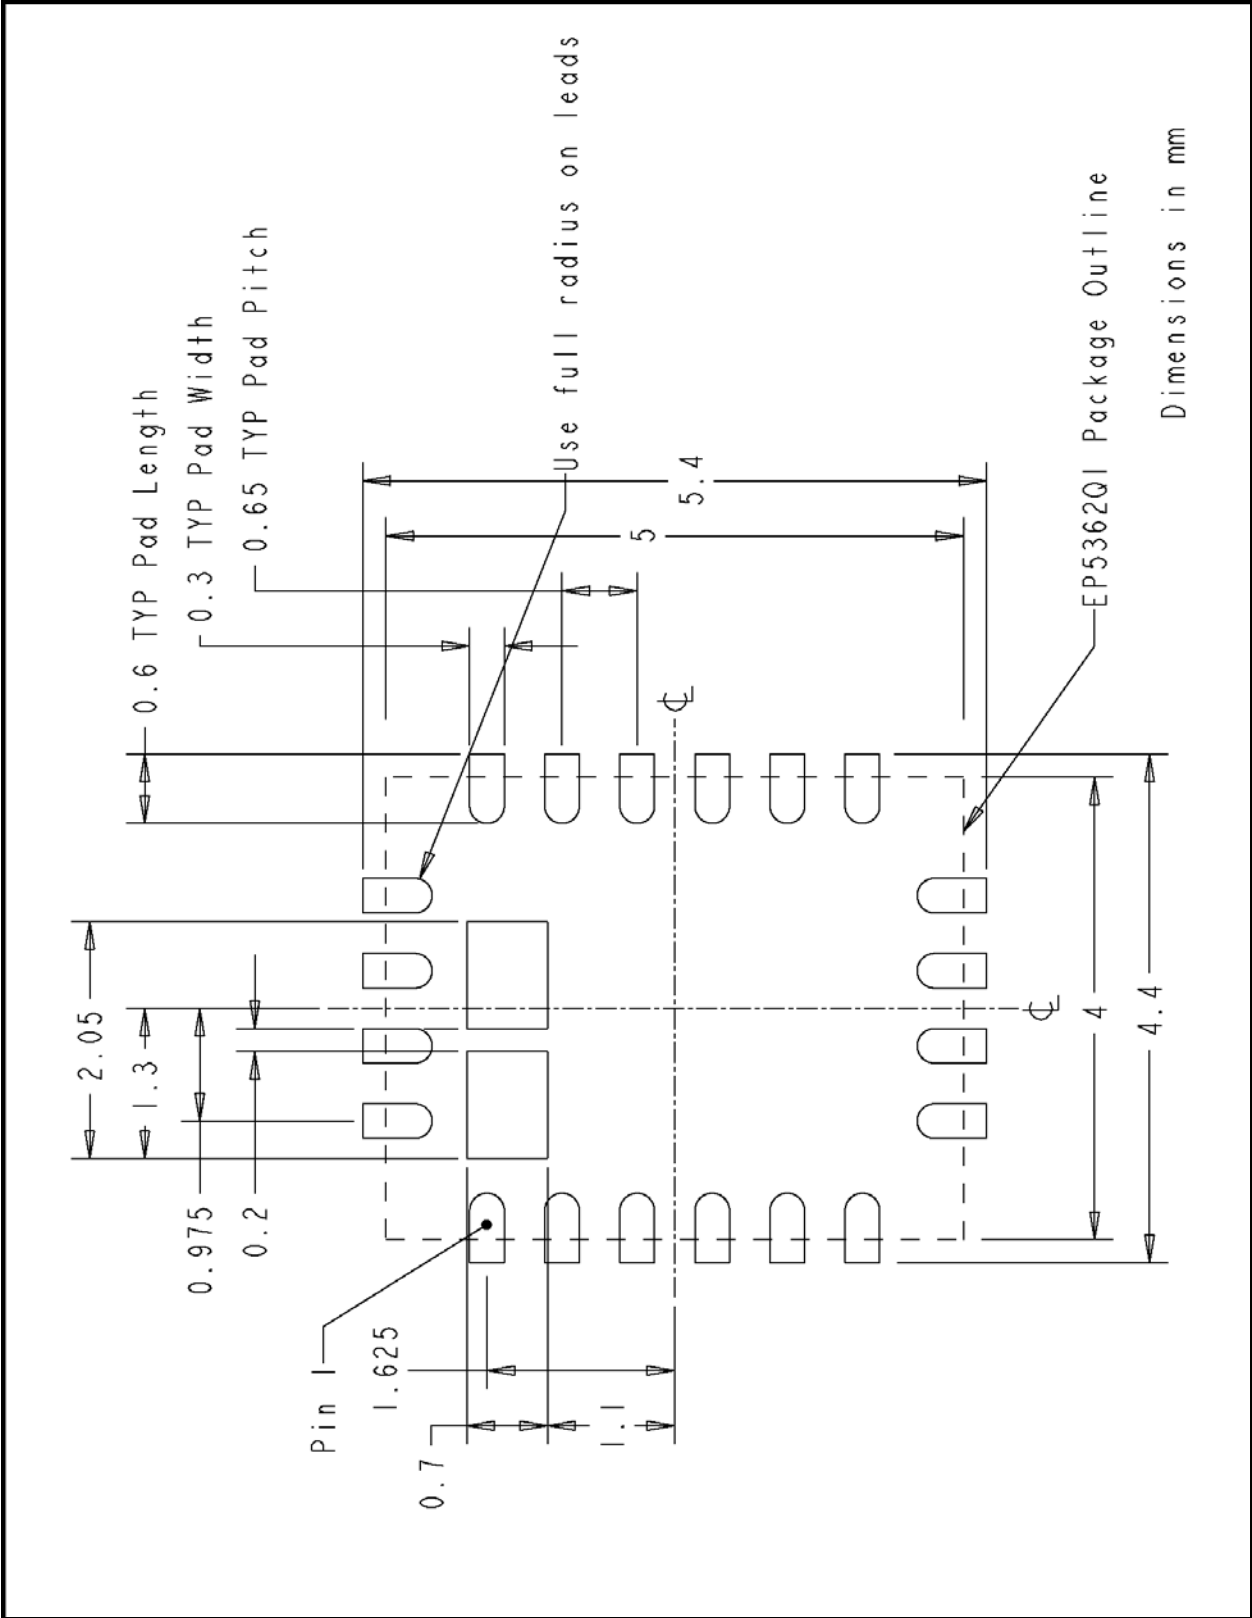 0.6 TYP Pad Length
0.3 TYP Pad Width
0.65 TYP Pad Pitch
Use full radius on leads
2.05
1.3
0.975
0.2
5.4
5
Pin 1
1.625
0.7
1.1
4
4.4
EP5362QI Package Outline
Dimensions in mm